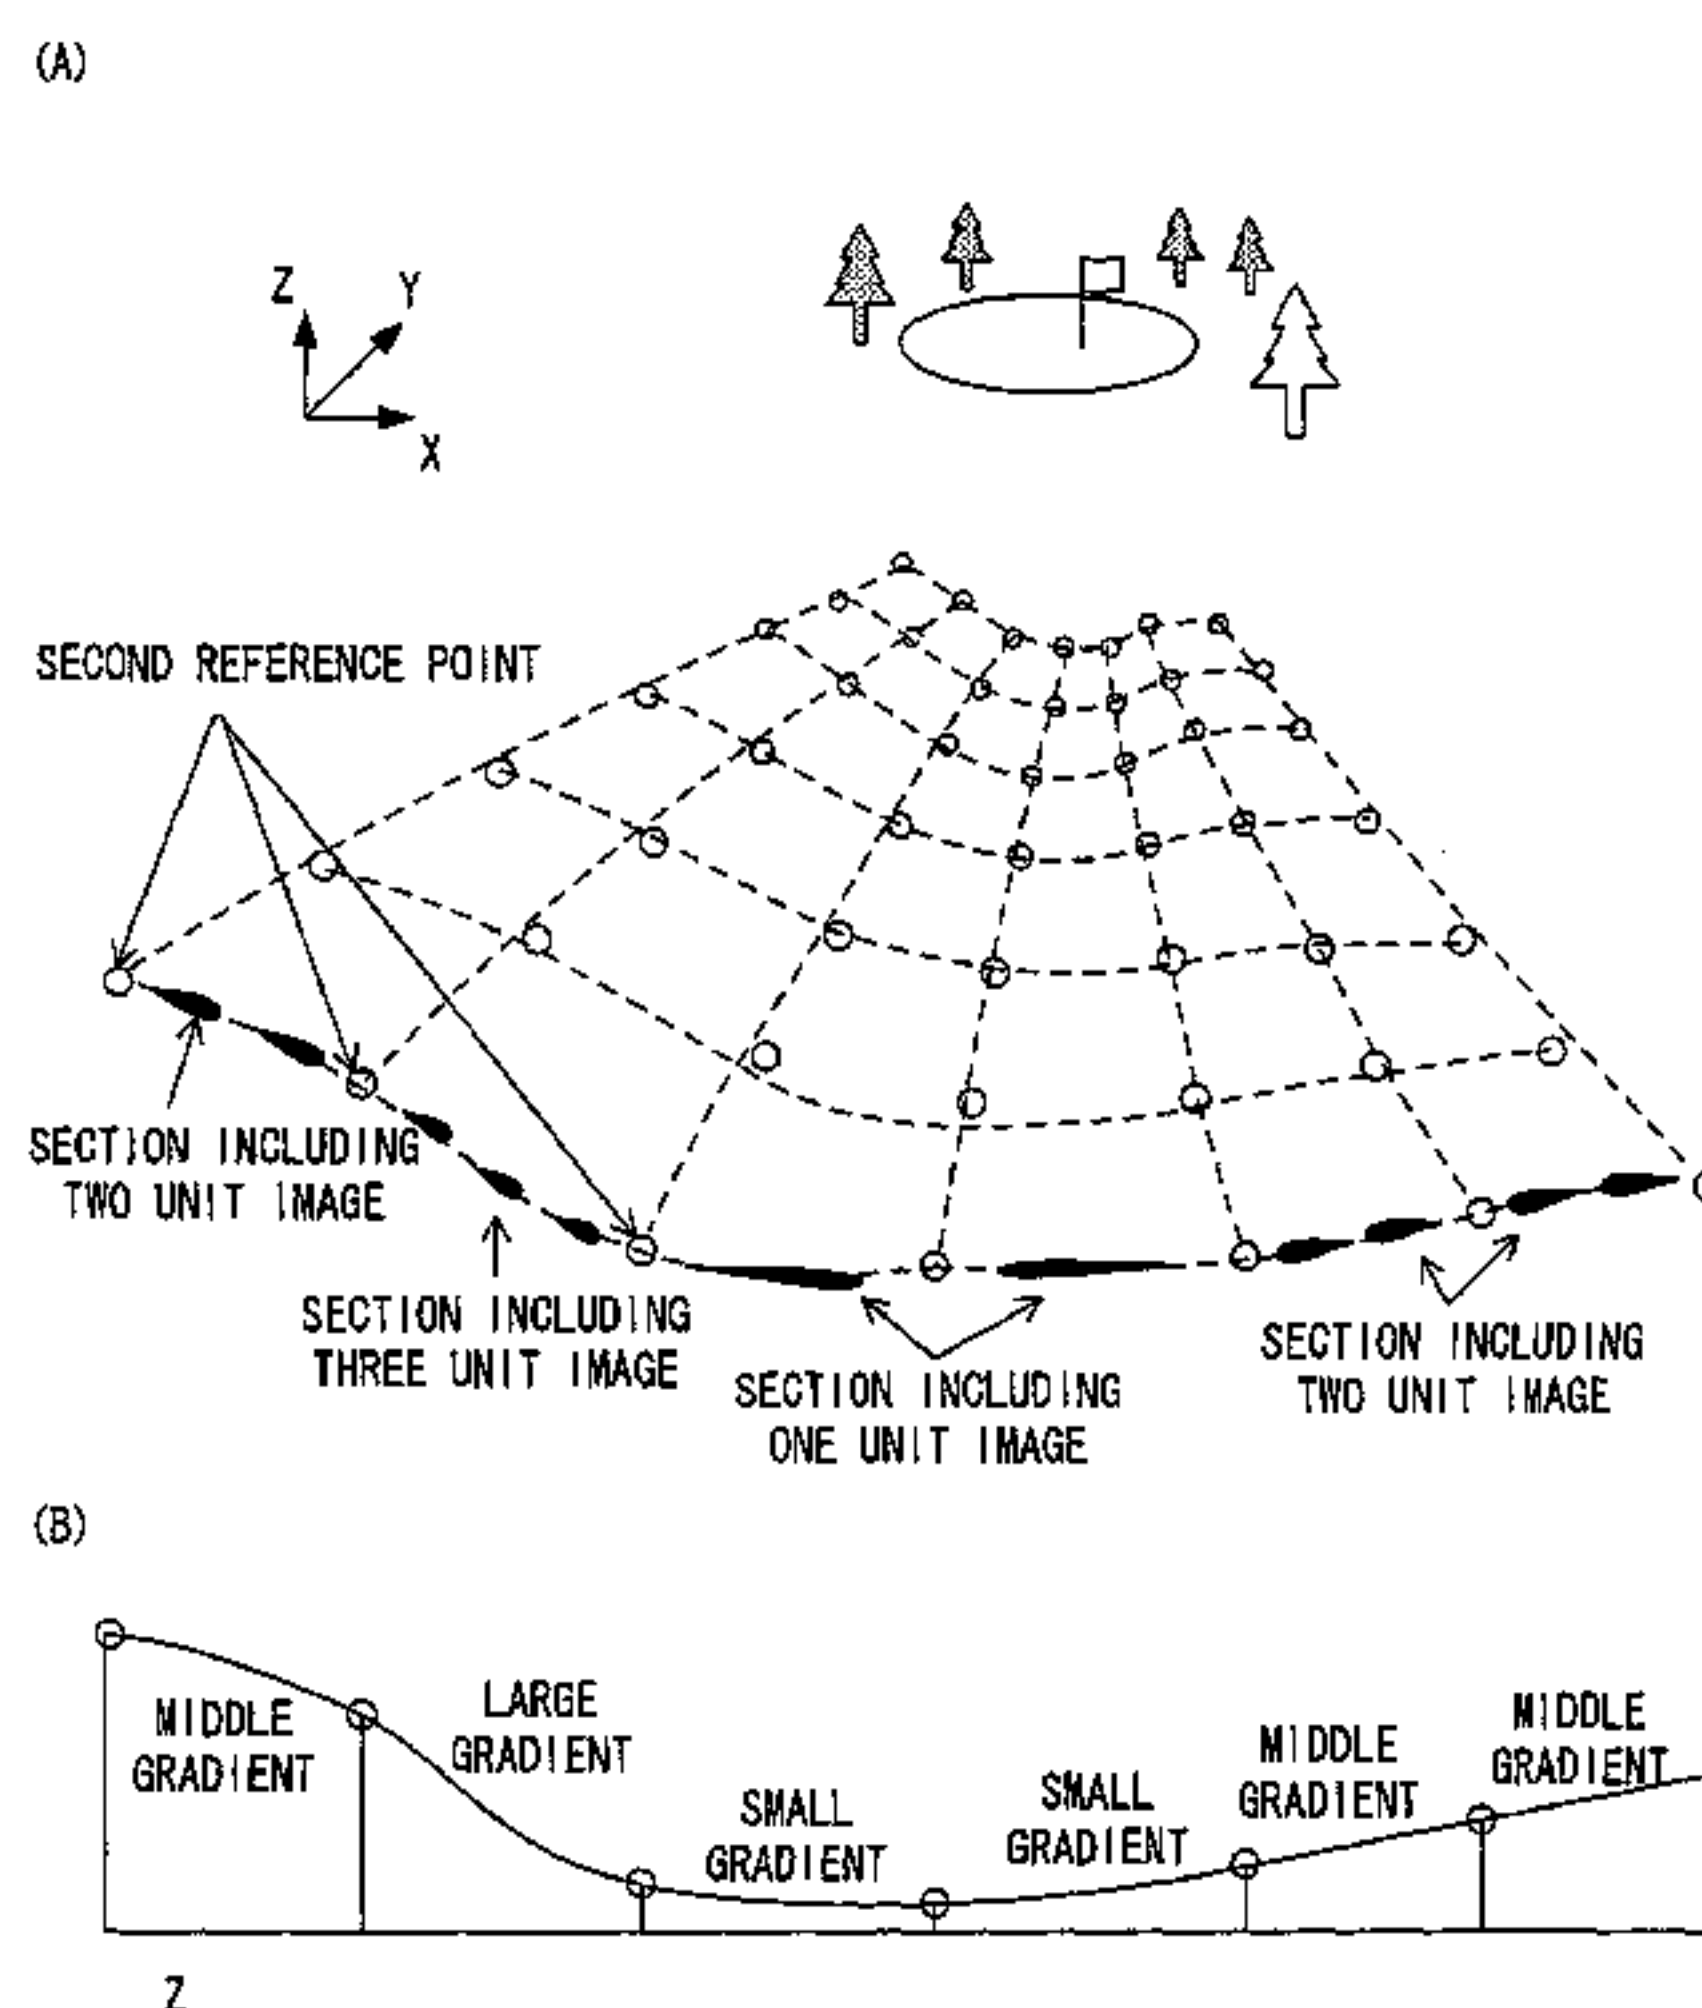 (A)
Z
Y
X
SECOND REFERENCE POINT
SECTION INCLUDING
TWO UNIT IMAGE
SECTION INCLUDING
THREE UNIT IMAGE
SECTION INCLUDING
ONE UNIT IMAGE
SECTION INCLUDING
TWO UNIT IMAGE
(B)
MIDDLE
GRADIENT
LARGE
GRADIENT
SMALL
GRADIENT
SMALL
GRADIENT
MIDDLE
GRADIENT
MIDDLE
GRADIENT
Z